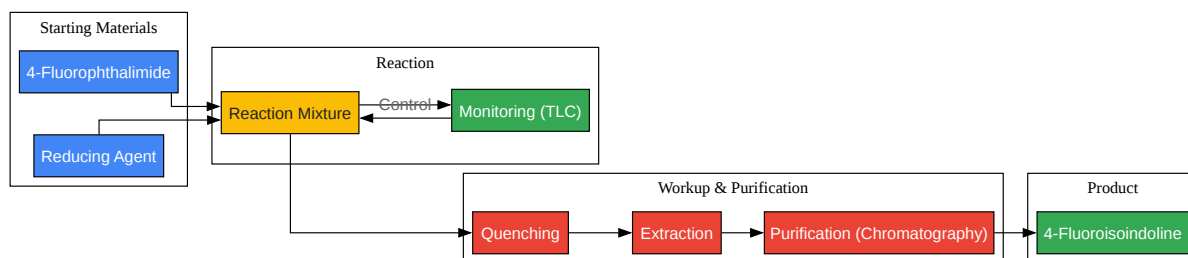 Starting Materials
4-Fluorophthalimide
Reducing Agent
Reaction
Reaction Mixture
Control
Monitoring (TLC)
Workup & Purification
Quenching
Extraction
Purification (Chromatography)
Product
4-Fluoroisoindoline